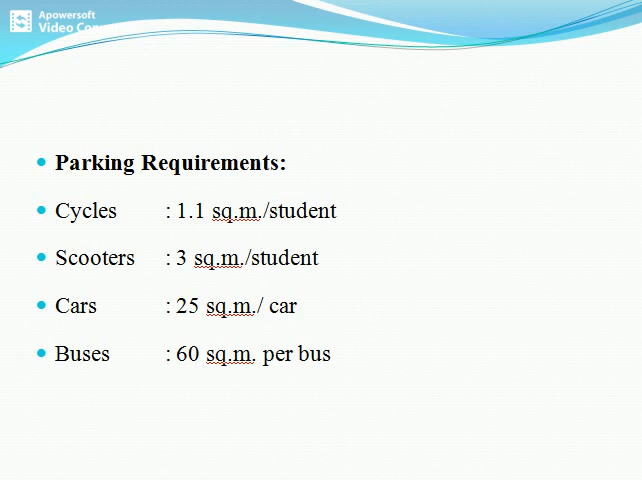 Apowersoft
Video Con
Parking Requirements:
Cycles : 1.1 sq.m./student
Scooters : 3 sq.m./student
Cars : 25 sq.m./ car
Buses : 60 sq.m. per bus